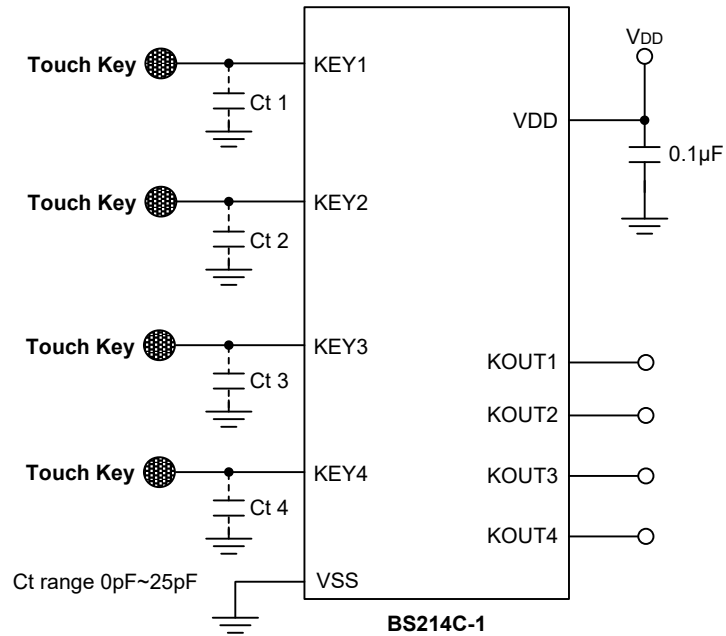 Touch Key
KEY1
Ct 1
VDD
VDD
0.1µF
Touch Key
KEY2
Ct 2
Touch Key
KEY3
Ct 3
KOUT1
KOUT2
Touch Key
KEY4
Ct 4
KOUT3
KOUT4
Ct range 0pF~25pF
VSS
BS214C-1